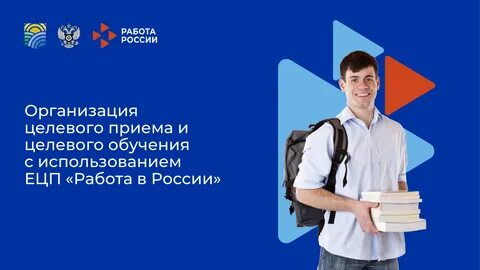 РАБОТА
РОССИИ
Организация
целевого приема и
целевого обучения
с использованием
ЕЦП «Работа в России»